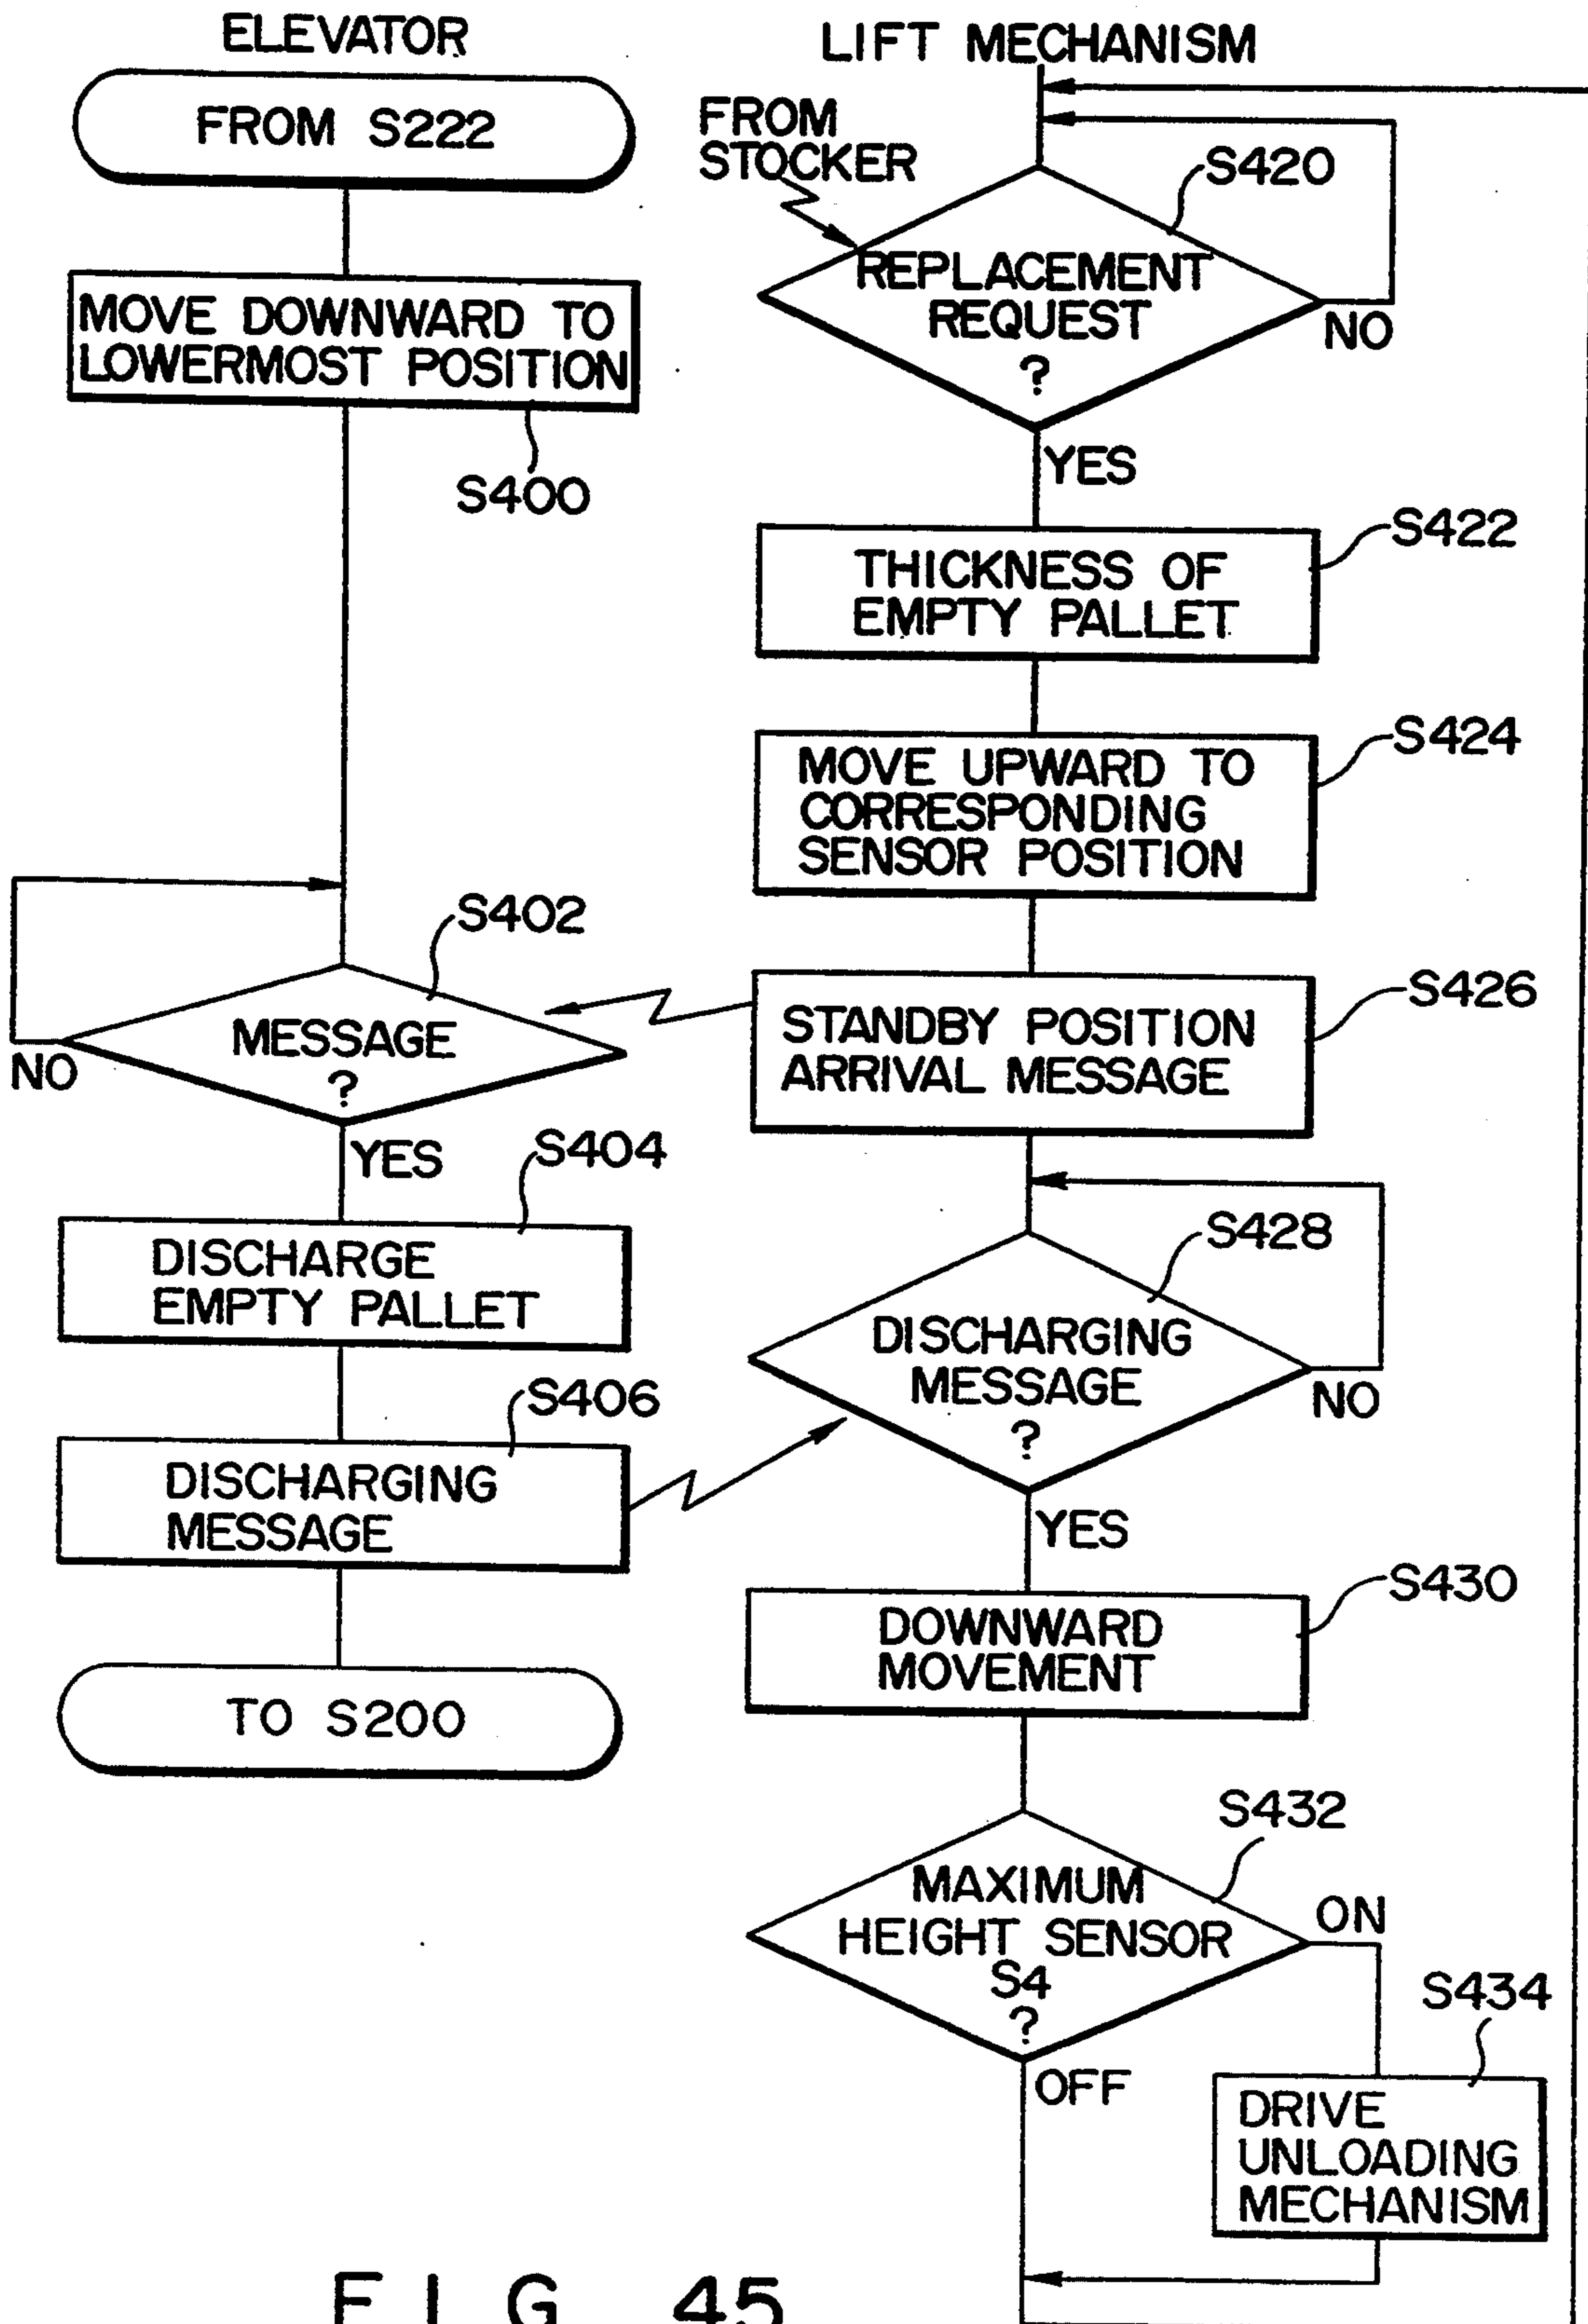 ELEVATOR
FROM S222
MOVE DOWNWARD TO
LOWERMOST POSITION
S400
S402
MESSAGE
?
NO
YES
S404
DISCHARGE
EMPTY PALLET
S406
DISCHARGING
MESSAGE
TO S200
LIFT MECHANISM
FROM
STOCKER
S420
REPLACEMENT
REQUEST
?
NO
YES
S422
THICKNESS OF
EMPTY PALLET
S424
MOVE UPWARD TO
CORRESPONDING
SENSOR POSITION
S426
STANDBY POSITION
ARRIVAL MESSAGE
S428
DISCHARGING
MESSAGE
?
NO
YES
S430
DOWNWARD
MOVEMENT
S432
MAXIMUM
HEIGHT SENSOR
S4
?
ON
OFF
S434
DRIVE
UNLOADING
MECHANISM
FIG. 45